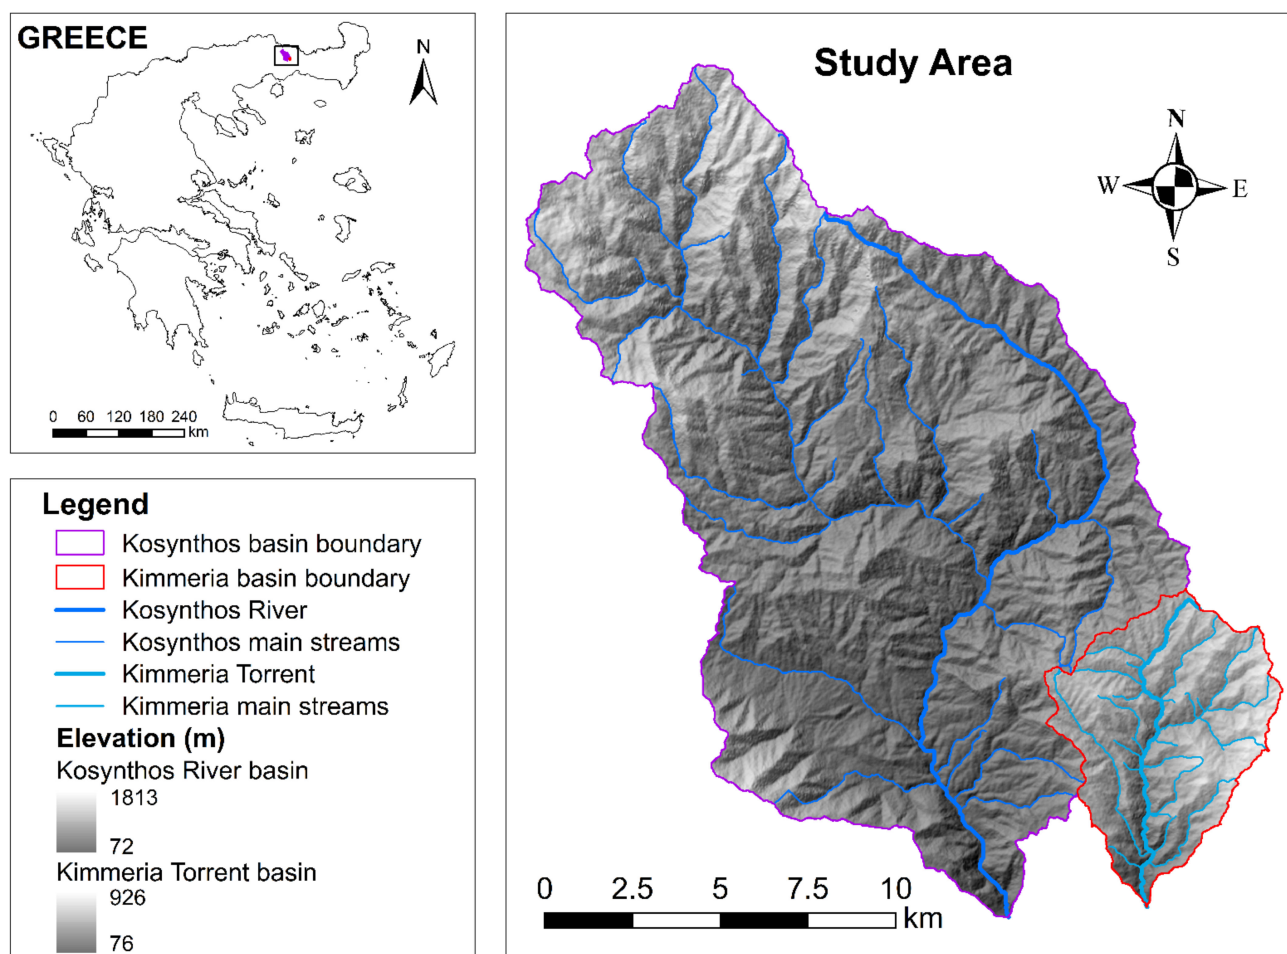 GREECE
N
0 60 120 180 240
km
Legend
Kosynthos basin boundary
Kimmeria basin boundary
Kosynthos River
Kosynthos main streams
Kimmeria Torrent
Kimmeria main streams
Elevation (m)
Kosynthos River basin
1813
72
Kimmeria Torrent basin
926
76
Study Area
N
W E
S
0 2.5 5 7.5 10
km